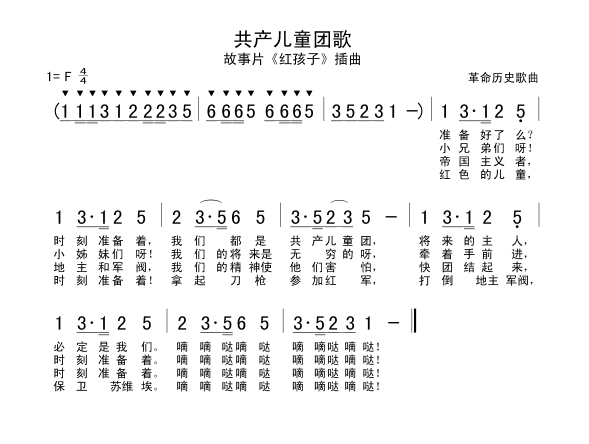 共产儿童团歌
故事片《红孩子》插曲
1= F 4/4
革命历史歌曲
(1 1 1 3 1 2 2 2 3 5 | 6 6 6 5 6 6 6 5 | 3 5 2 3 1 –) | 1 3·1 2 5 |
准备好了么?
小兄弟们呀!
帝国主义者,
红色的儿童,
1 3·1 2 5 | 2 3·5 6 5 | 3·5 2 3 5 – | 1 3·1 2 5 |
时刻准备着, 我们都是共产儿童团, 将来的主人,
小姊妹们呀! 我们的将来是无穷的呀, 牵着手前进,
地主和军阀, 我们的精神使他们害怕, 快团结起来,
时刻准备着! 拿起刀枪参加红军, 打倒地主军阀,
1 3·1 2 5 | 2 3·5 2 5 | 3·5 2 3 1 – ‖
必定是我们。嘀嘀哒嘀哒嘀嘀哒嘀哒!
时刻准备着。嘀嘀哒嘀哒嘀嘀哒嘀哒!
时刻准备着。嘀嘀哒嘀哒嘀嘀哒嘀哒!
保卫苏维埃。嘀嘀哒嘀哒嘀嘀哒嘀哒!